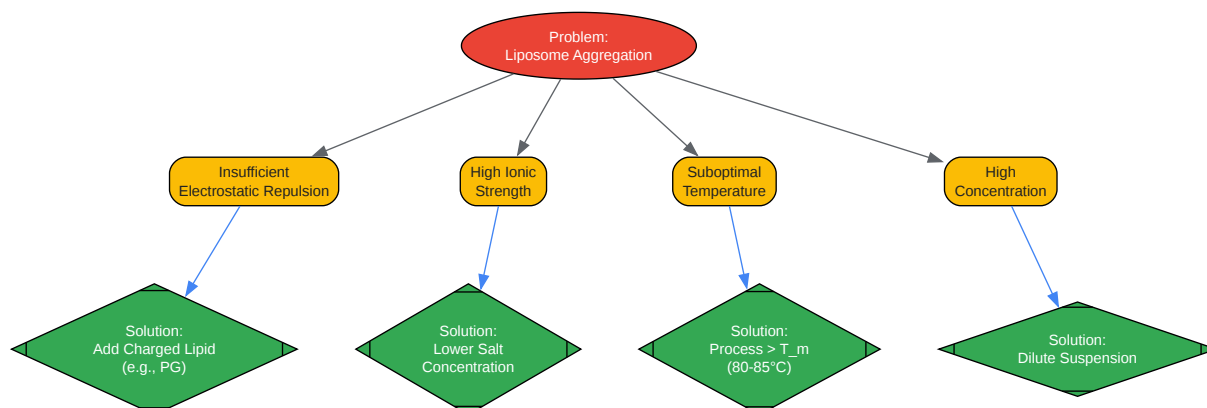 Problem:
Liposome Aggregation
Insufficient
Electrostatic Repulsion
High Ionic
Strength
Suboptimal
Temperature
High
Concentration
Solution:
Add Charged Lipid
(e.g., PG)
Solution:
Lower Salt
Concentration
Solution:
Process > T_m
(80-85°C)
Solution:
Dilute Suspension